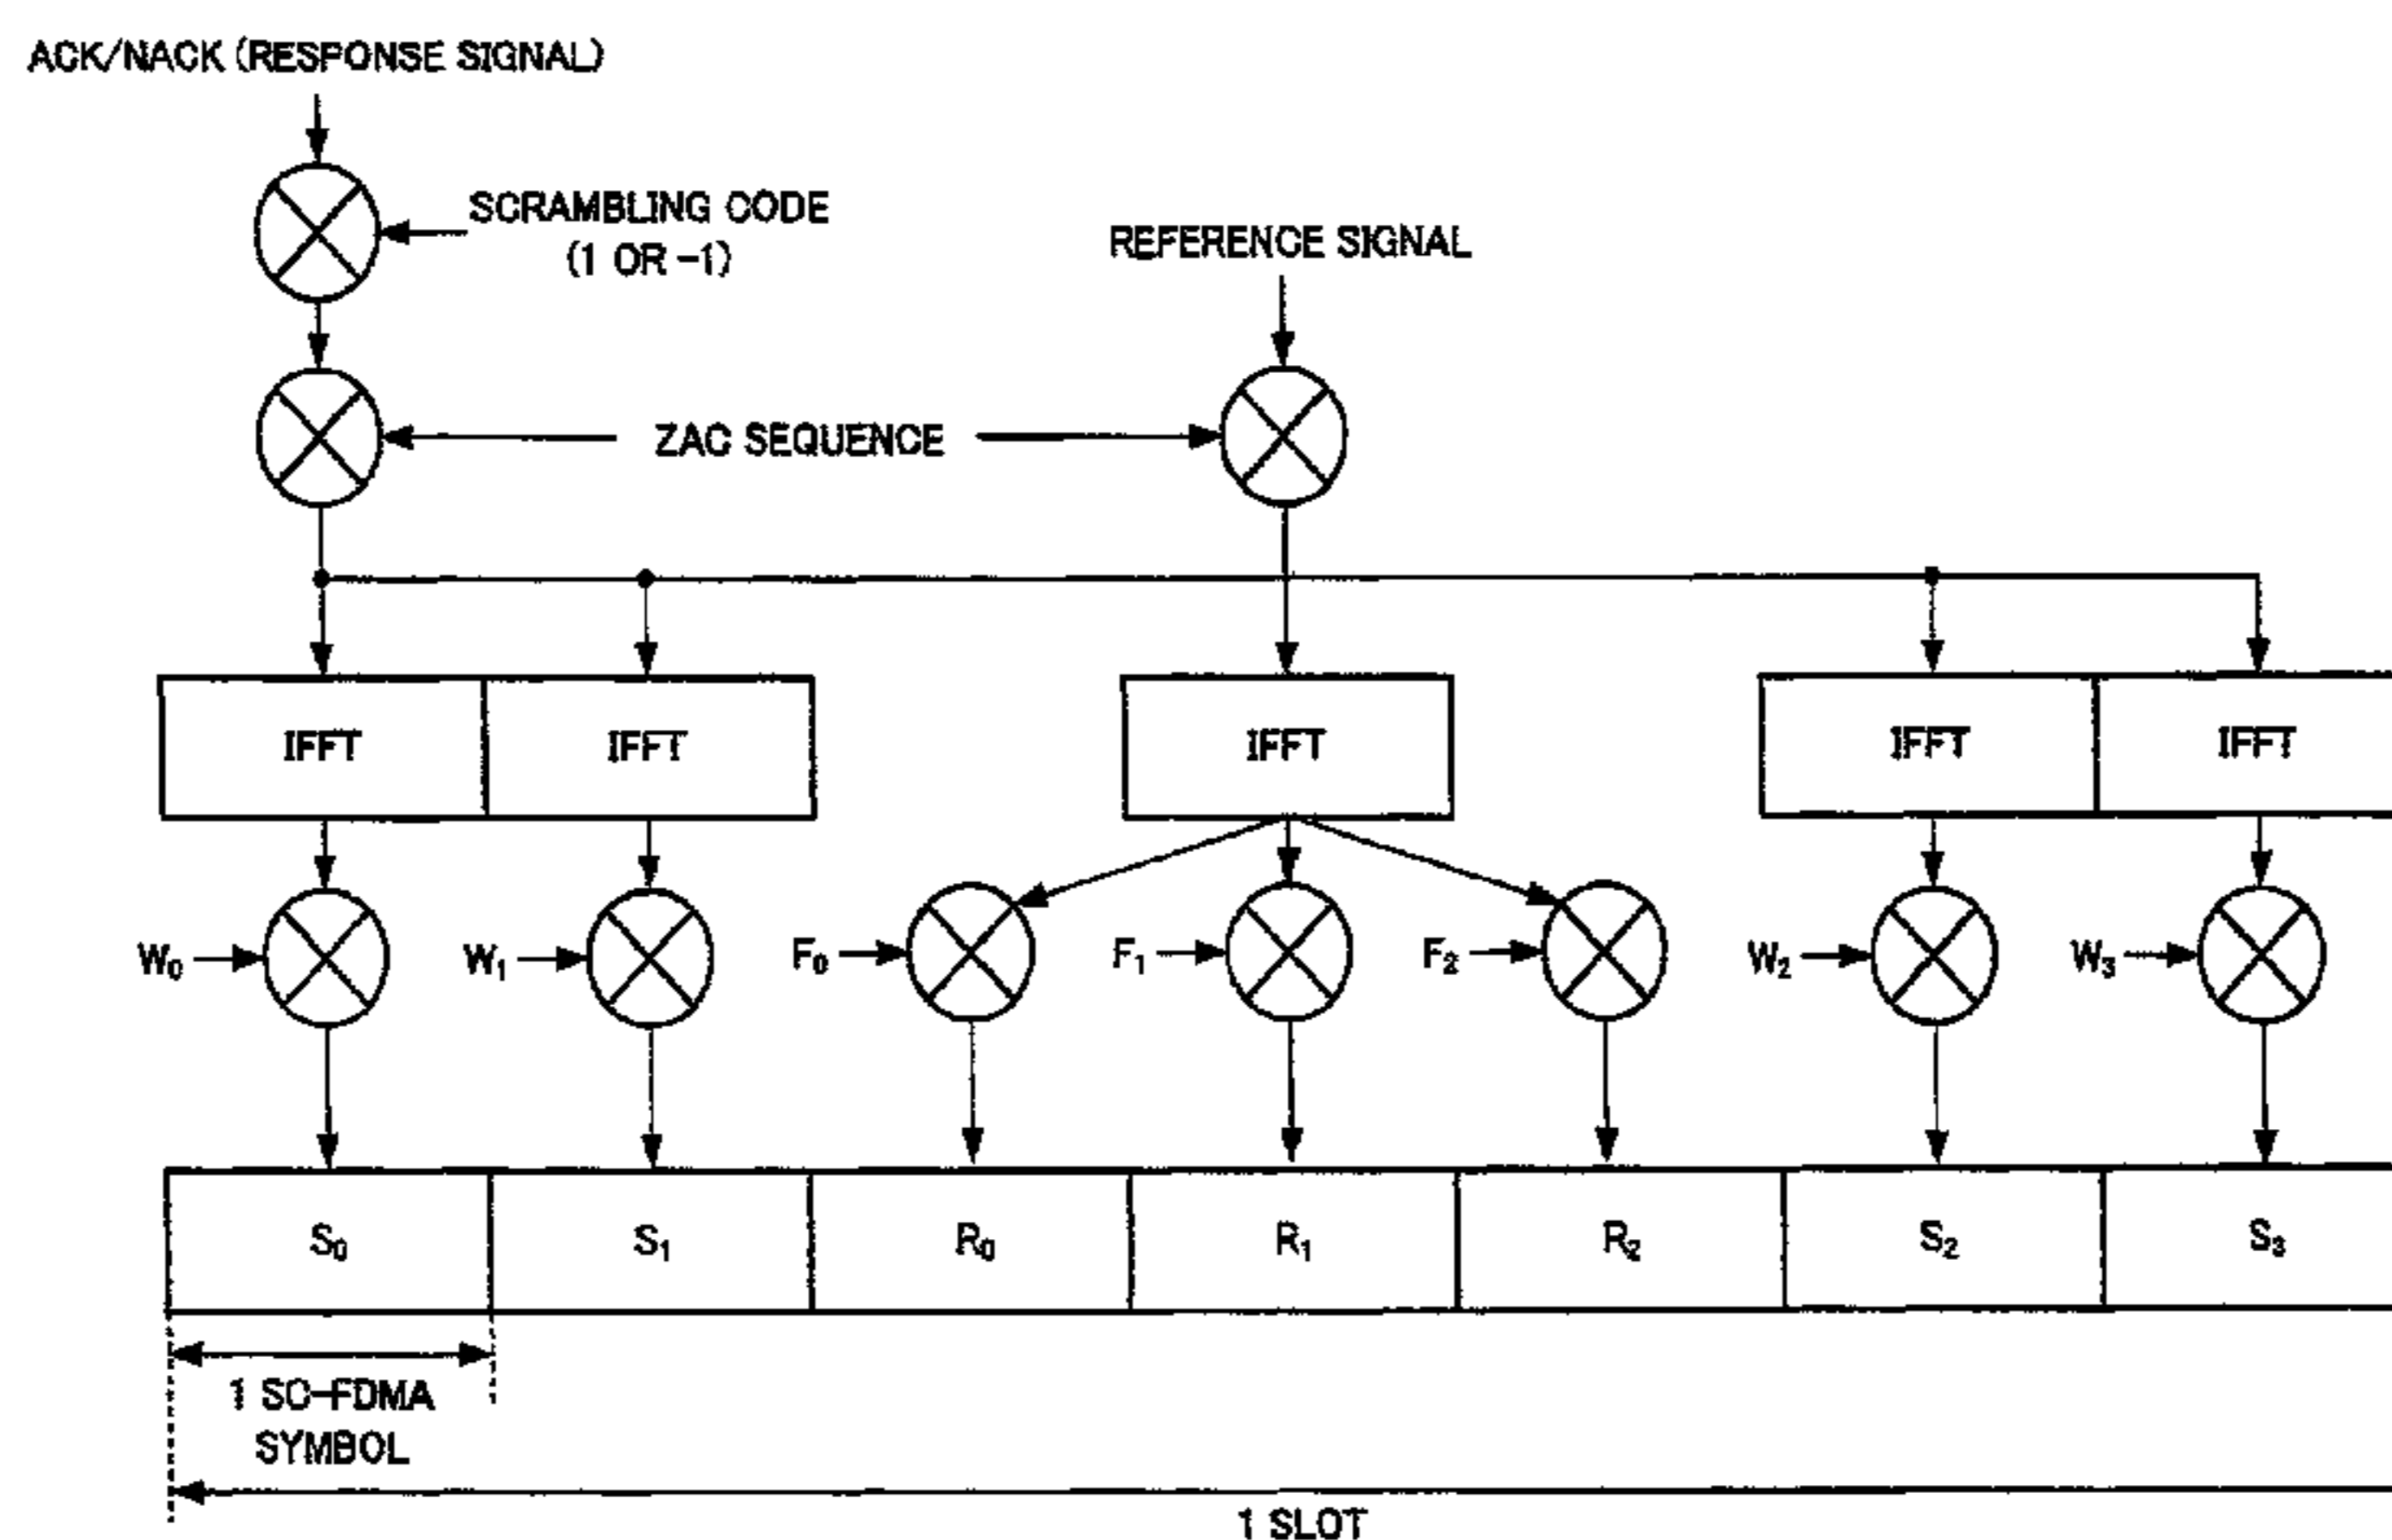 ACK/NACK (RESPONSE SIGNAL)
SCRAMBLING CODE
(1 OR -1)
REFERENCE SIGNAL
ZAC SEQUENCE
IFFT IFFT IFFT IFFT IFFT
W₀ W₁ F₀ F₁ F₂ W₂ W₃
S₀ S₁ R₀ R₁ R₂ S₂ S₃
1 SC-FDMA
SYMBOL
1 SLOT